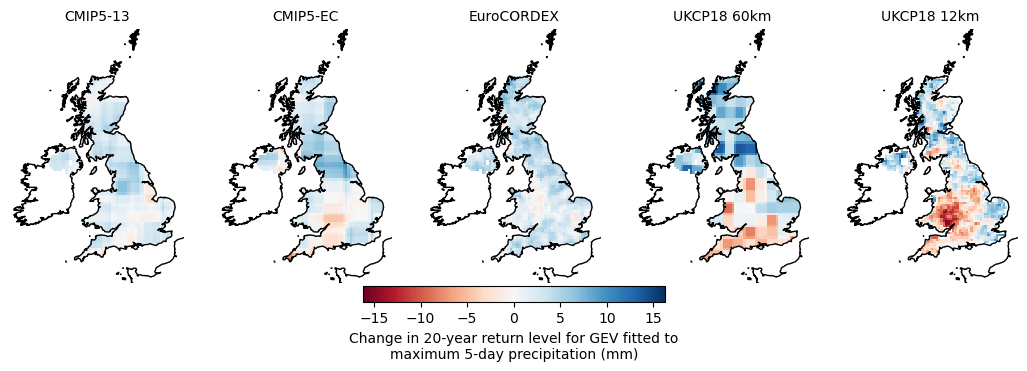 CMIP5-13 CMIP5-EC EuroCORDEX UKCP18 60km UKCP18 12km
−15 −10 −5 0 5 10 15
Change in 20-year return level for GEV fitted to
maximum 5-day precipitation (mm)